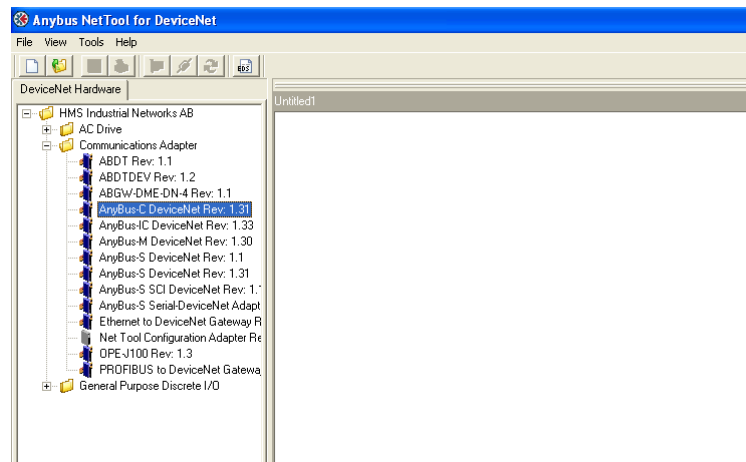 Anybus NetTool for DeviceNet
File View Tools Help
EDS
DeviceNet Hardware
Untitled1
HMS Industrial Networks AB
AC Drive
Communications Adapter
ABDT Rev: 1.1
ABDTDEV Rev: 1.2
ABGW-DME-DN-4 Rev: 1.1
AnyBus-C DeviceNet Rev: 1.31
AnyBus-IC DeviceNet Rev: 1.33
AnyBus-M DeviceNet Rev: 1.30
AnyBus-S DeviceNet Rev: 1.1
AnyBus-S DeviceNet Rev: 1.31
AnyBus-S SCI DeviceNet Rev: 1.
AnyBus-S Serial-DeviceNet Adapt
Ethernet to DeviceNet Gateway R
Net Tool Configuration Adapter Re
OPE-J100 Rev: 1.3
PROFIBUS to DeviceNet Gatewa
General Purpose Discrete I/O